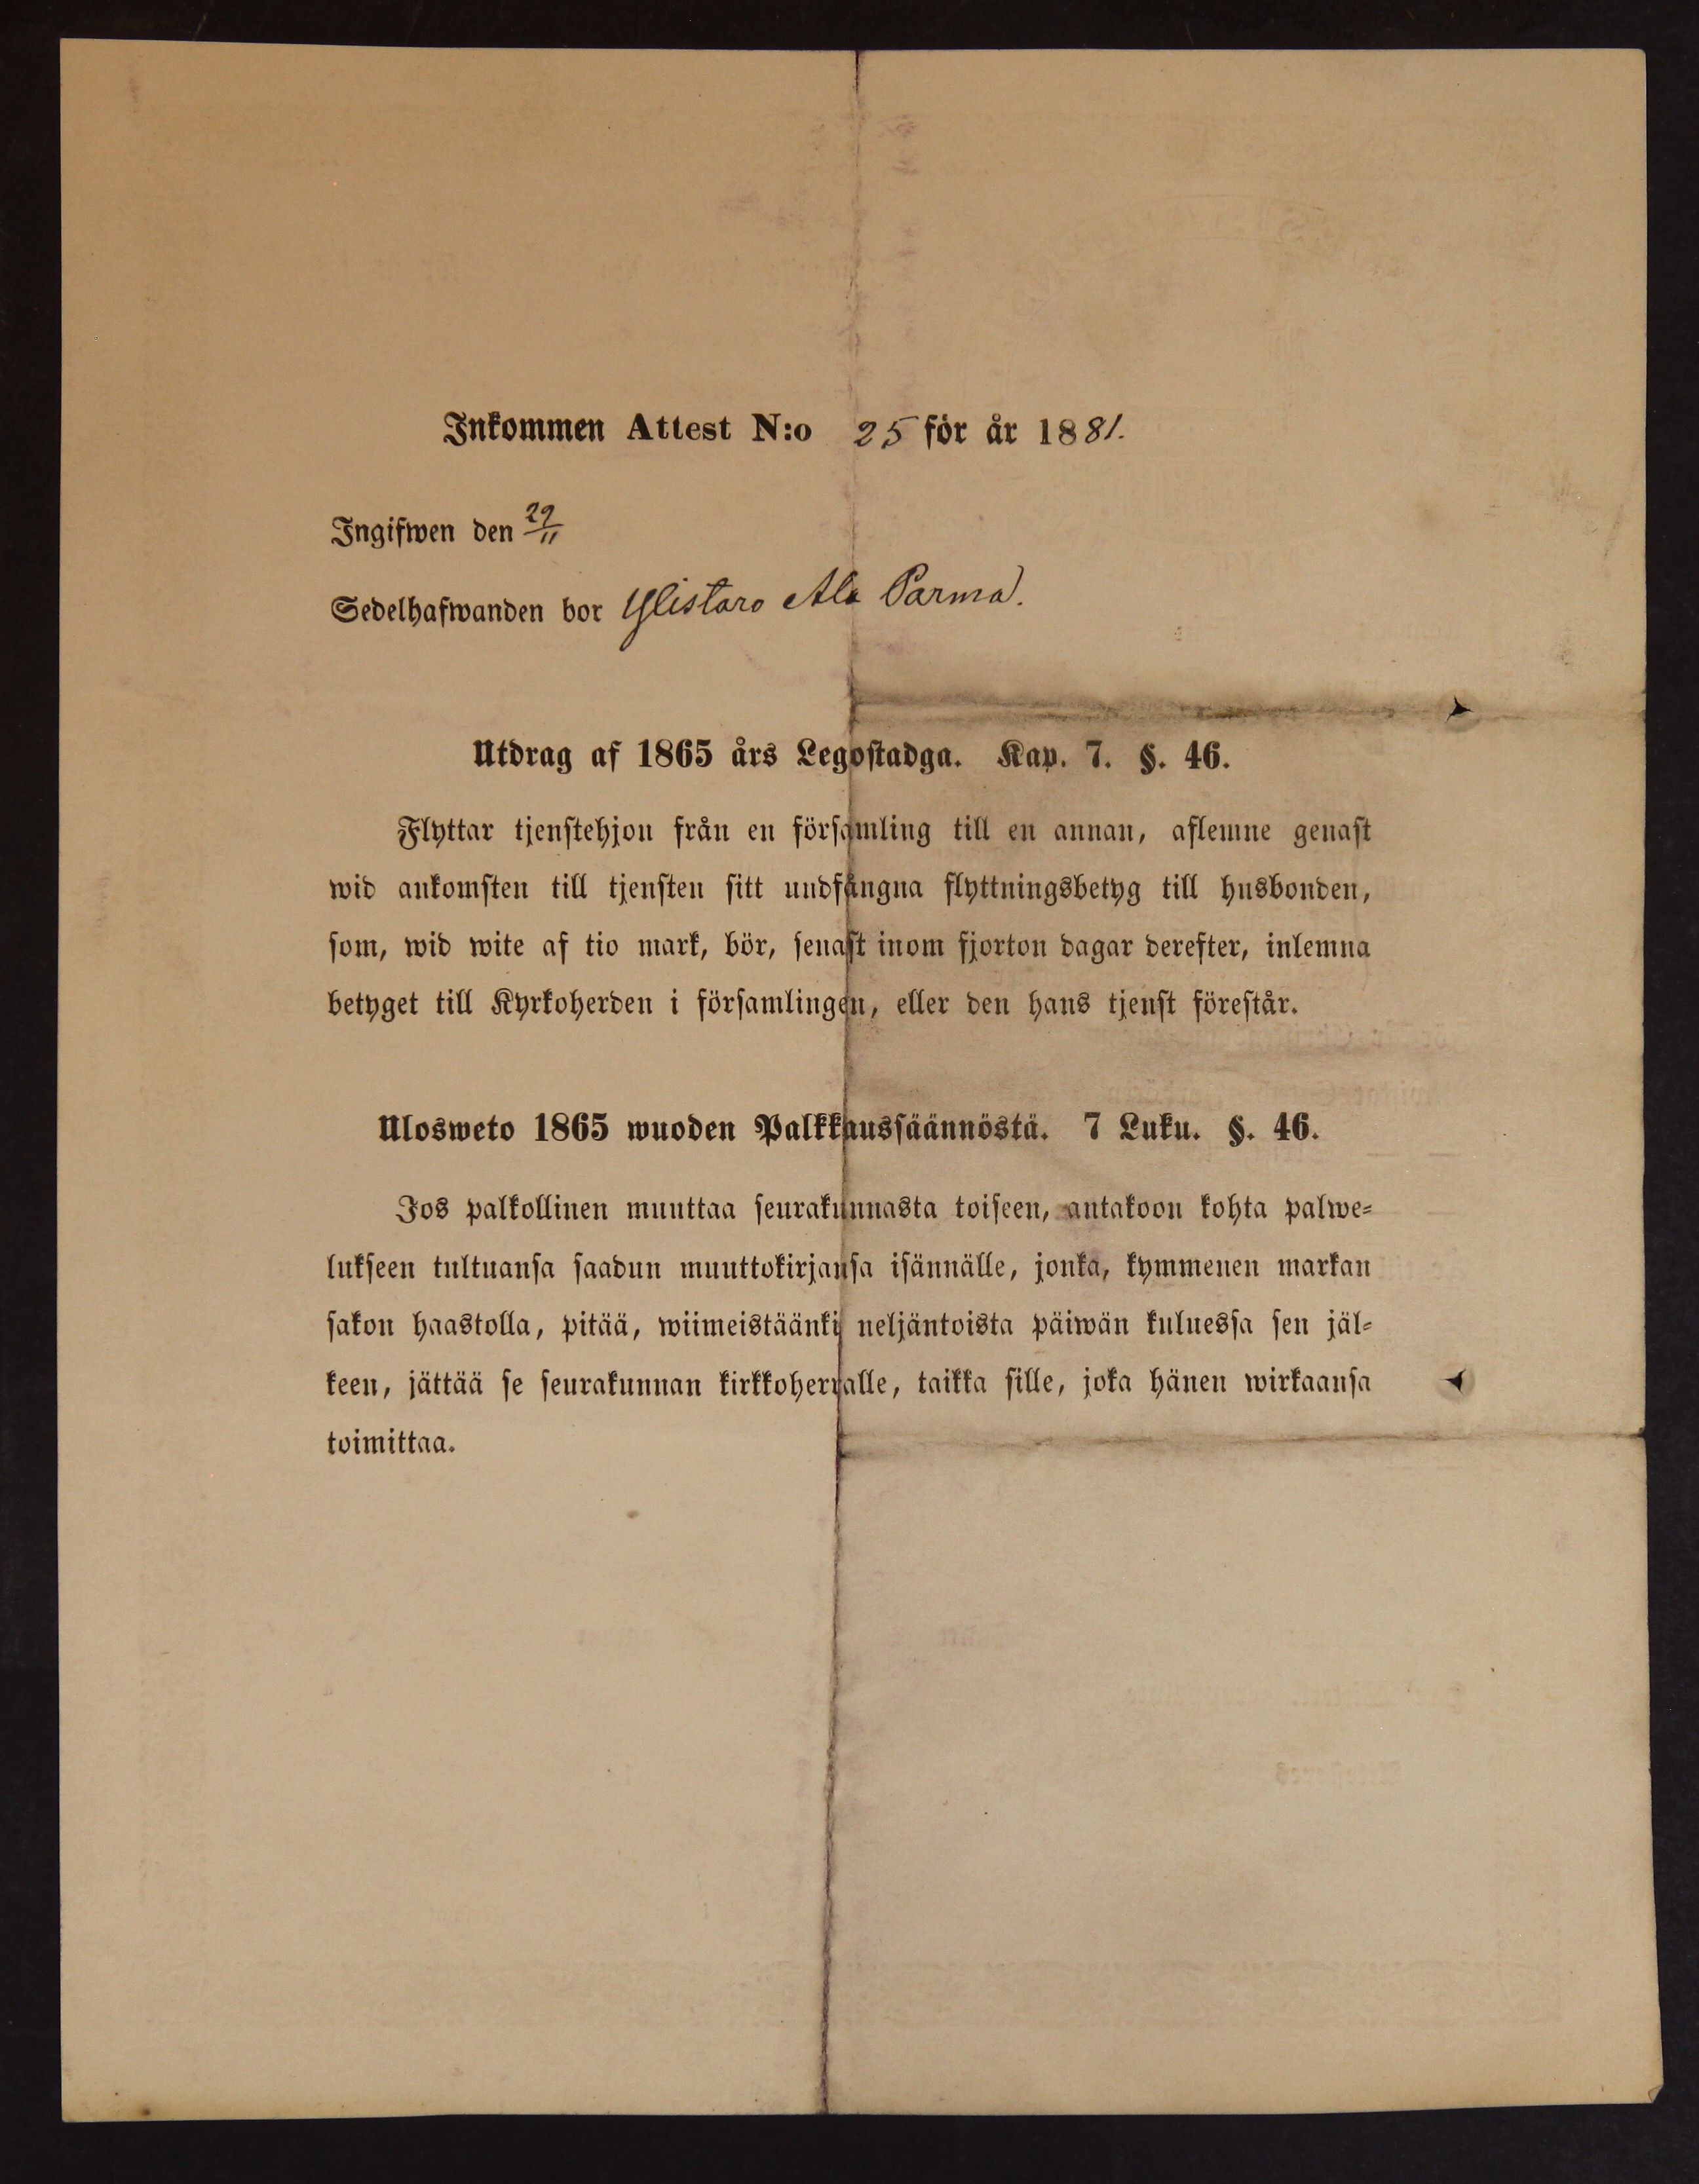 Inkommen Attest N:o 25 för år 1881.
Ingifwen den 29/11
Sedelhafwanden bor Ylistaro Ala Parma.
Utdrag af 1865 års Legostadga. Kap. 7. §. 46.
Flyttar tjenstehjon från en församling till en annan, aflemne genast
wid ankomsten till tjensten sitt undfångna flyttningsbetyg till husbonden,
som, wid wite af tio mark, bör, senast inom fjorton dagar derefter, inlemna
betyget till Kyrkoherden i församlingen, eller den hans tjenst förestår.
Ulosweto 1865 wuoden Palkkaussäännöstä. 7 Luku. §. 46.
Jos palkollinen muuttaa seurakunnasta toiseen, antakoon kohta palwe-
lukseen tultuansa saadun muuttokirjansa isännälle, jonka, kymmenen markan
sakon haastolla, pitää, wiimeistäänki neljäntoista päiwän kuluessa sen jäl-
keen, jättää se seurakunnan kirkkoherralle, taikka sille, joka hänen wirkaansa
toimittaa.